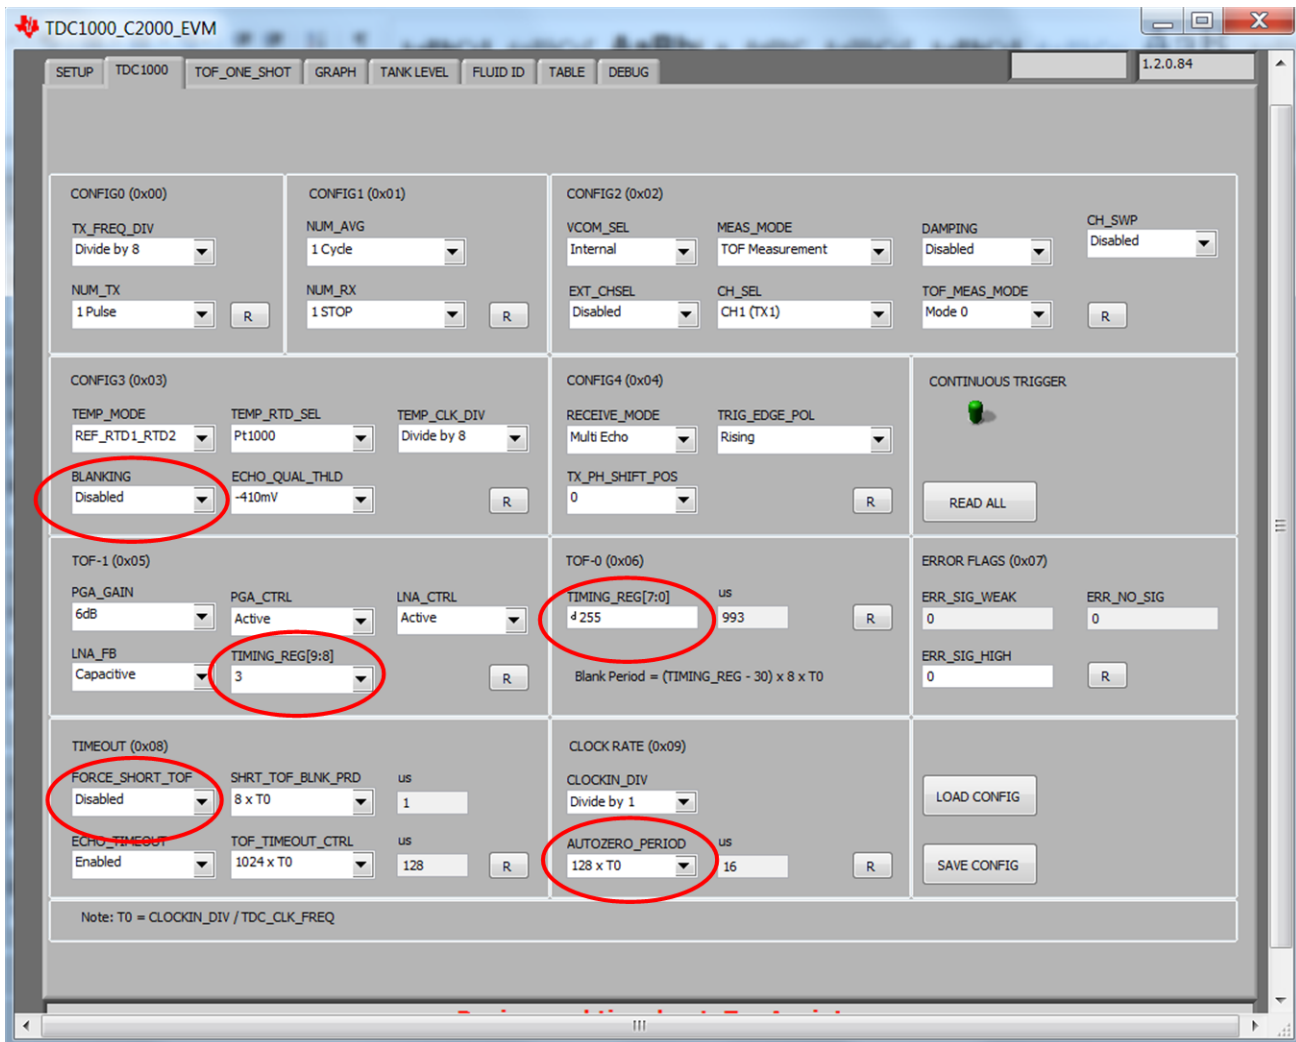 TDC1000_C2000_EVM
1.2.0.84
SETUP TDC1000 TOF_ONE_SHOT GRAPH TANK LEVEL FLUID ID TABLE DEBUG
CONFIG0 (0x00)
TX_FREQ_DIV
Divide by 8
NUM_TX
1 Pulse
R
CONFIG1 (0x01)
NUM_AVG
1 Cycle
NUM_RX
1 STOP
R
CONFIG2 (0x02)
VCOM_SEL MEAS_MODE DAMPING CH_SWP
Internal TOF Measurement Disabled Disabled
EXT_CHSEL CH_SEL TOF_MEAS_MODE
Disabled CH1 (TX1) Mode 0 R
CONFIG3 (0x03)
TEMP_MODE TEMP_RTD_SEL TEMP_CLK_DIV
REF_RTD1_RTD2 Pt1000 Divide by 8
BLANKING ECHO_QUAL_THLD
Disabled -410mV R
CONFIG4 (0x04)
RECEIVE_MODE TRIG_EDGE_POL
Multi Echo Rising
TX_PH_SHIFT_POS
0 R
CONTINUOUS TRIGGER
READ ALL
TOF-1 (0x05)
PGA_GAIN PGA_CTRL LNA_CTRL
6dB Active Active
LNA_FB TIMING_REG[9:8]
Capacitive 3 R
TOF-0 (0x06)
TIMING_REG[7:0] us
d 255 993 R
Blank Period = (TIMING_REG - 30) x 8 x T0
ERROR FLAGS (0x07)
ERR_SIG_WEAK ERR_NO_SIG
0 0
ERR_SIG_HIGH
0 R
TIMEOUT (0x08)
FORCE_SHORT_TOF SHRT_TOF_BLNK_PRD us
Disabled 8 x T0 1
ECHO_TIMEOUT TOF_TIMEOUT_CTRL us
Enabled 1024 x T0 128 R
CLOCK RATE (0x09)
CLOCKIN_DIV
Divide by 1
AUTOZERO_PERIOD us
128 x T0 16 R
LOAD CONFIG
SAVE CONFIG
Note: T0 = CLOCKIN_DIV / TDC_CLK_FREQ